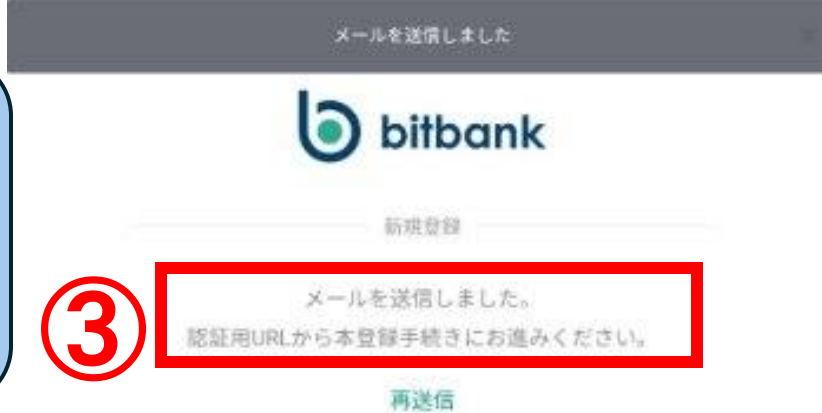 メールを送信しました
bitbank
新規登録
③
メールを送信しました。
認証用URLから本登録手続きにお進みください。
再送信